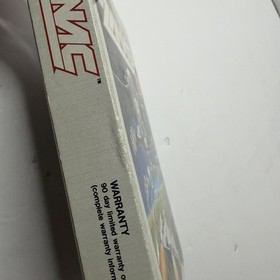 WARRANTY
90 day limited warranty o
(complete warranty inform